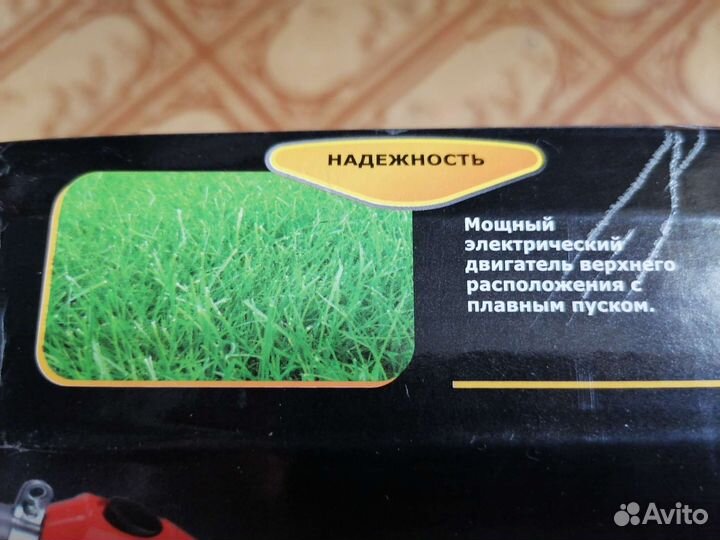 НАДЕЖНОСТЬ
Мощный
электрический
двигатель верхнего
расположения с
плавным пуском.
Avito